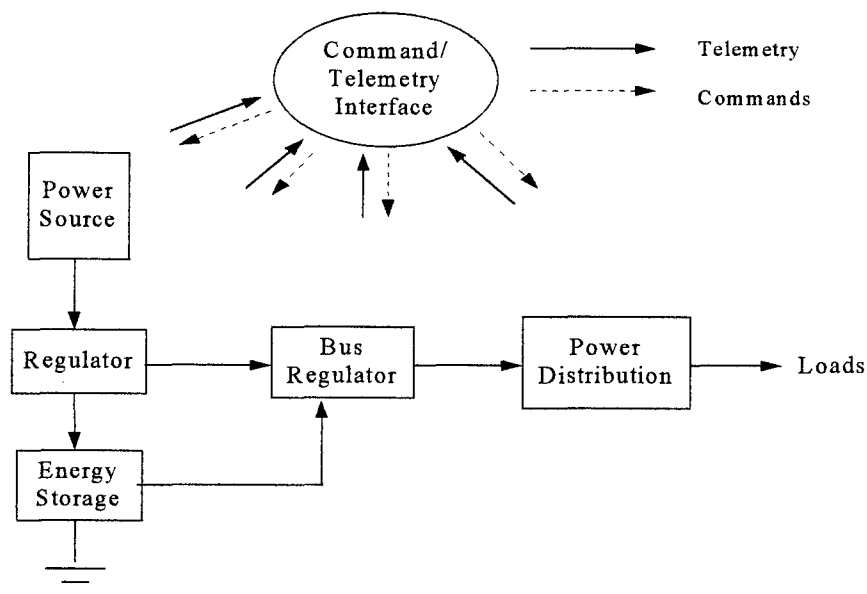 Command/
Telemetry
Interface
Telemetry
Commands
Power
Source
Regulator
Bus
Regulator
Power
Distribution
Loads
Energy
Storage